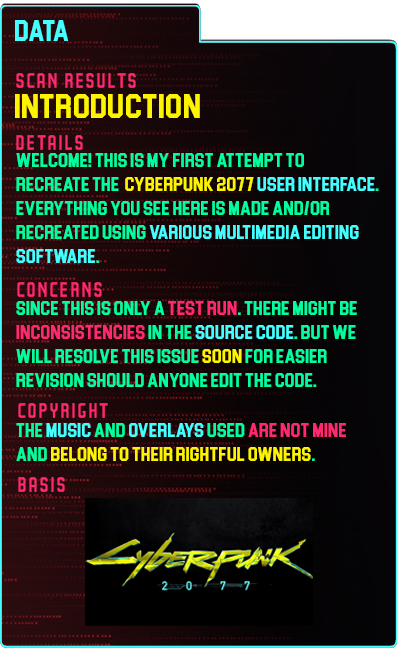 DATA
SCAN RESULTS
INTRODUCTION
DETAILS
WELCOME! THIS IS MY FIRST ATTEMPT TO
RECREATE THE CYBERPUNK 2077 USER INTERFACE.
EVERYTHING YOU SEE HERE IS MADE AND/OR
RECREATED USING VARIOUS MULTIMEDIA EDITING
SOFTWARE.
CONCERNS
SINCE THIS IS ONLY A TEST RUN. THERE MIGHT BE
INCONSISTENCIES IN THE SOURCE CODE. BUT WE
WILL RESOLVE THIS ISSUE SOON FOR EASIER
REVISION SHOULD ANYONE EDIT THE CODE.
COPYRIGHT
THE MUSIC AND OVERLAYS USED ARE NOT MINE
AND BELONG TO THEIR RIGHTFUL OWNERS.
BASIS
CYBERPUNK
2077